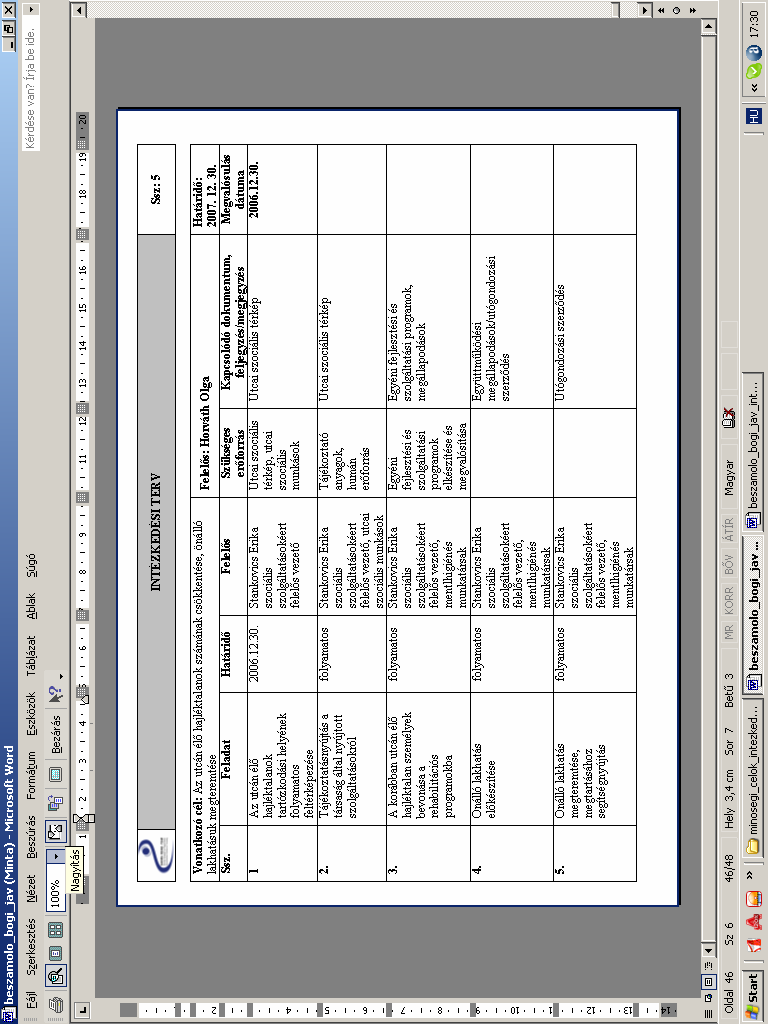 beszamolo_bogi_jav (Minta) - Microsoft Word
Fájl Szerkesztés Nézet Beszúrás Formátum Eszközök Táblázat Ablak Súgó
Kérdése van? Írja be ide.
100%
Bezárás
Nagyítás
INTÉZKEDÉSI TERV
Ssz: 5
Vonatkozó cél: Az utcán élő hajléktalanok számának csökkentése, önálló
lakhatásuk megteremtése
Felelős: Horváth Olga
Határidő:
2007. 12. 30.
Ssz.
Feladat
Határidő
Felelős
Szükséges
erőforrás
Kapcsolódó dokumentum,
feljegyzés/megjegyzés
Megvalósulás
dátuma
1
Az utcán élő
hajléktalanok
tartózkodási helyének
folyamatos
feltérképezése
2006.12.30.
Stankovics Erika
szociális
szolgáltatásokért
felelős vezető
Utcai szociális
térkép, utcai
szociális
munkások
Utcai szociális térkép
2006.12.30.
2.
Tájékoztatásnyújtás a
társaság által nyújtott
szolgáltatásokról
folyamatos
Stankovics Erika
szociális
szolgáltatásokért
felelős vezető, utcai
szociális munkások
Tájékoztató
anyagok,
humán
erőforrás
Utcai szociális térkép
3.
A korábban utcán élő
hajléktalan személyek
bevonása a
rehabilitációs
programokba
folyamatos
Stankovics Erika
szociális
szolgáltatásokért
felelős vezető,
mentlhigiénés
munkatársak
Egyéni
fejlesztési és
szolgáltatási
programok
elkészítése és
megvalósítása
Egyéni fejlesztési és
szolgáltatási programok,
megállapodások
4.
Önálló lakhatás
előkészítése
folyamatos
Stankovics Erika
szociális
szolgáltatásokért
felelős vezető,
mentlhigiénés
munkatársak
Együttműködési
megállapodások/utógondozási
szerződés
5.
Önálló lakhatás
megteremtése,
megtartásához
segítségnyújtás
folyamatos
Stankovics Erika
szociális
szolgáltatásokért
felelős vezető,
mentlhigiénés
munkatársak
Utógondozási szerződés
Oldal 46 Sz 6 46/48 Hely 3,4 cm Sor 7 Betű 3 MR KORR BŐV ÁTÍR Magyar
Start
minosegi_celok_intezked...
beszamolo_bogi_jav ...
beszamolo_bogi_jav_int...
HU
17:30